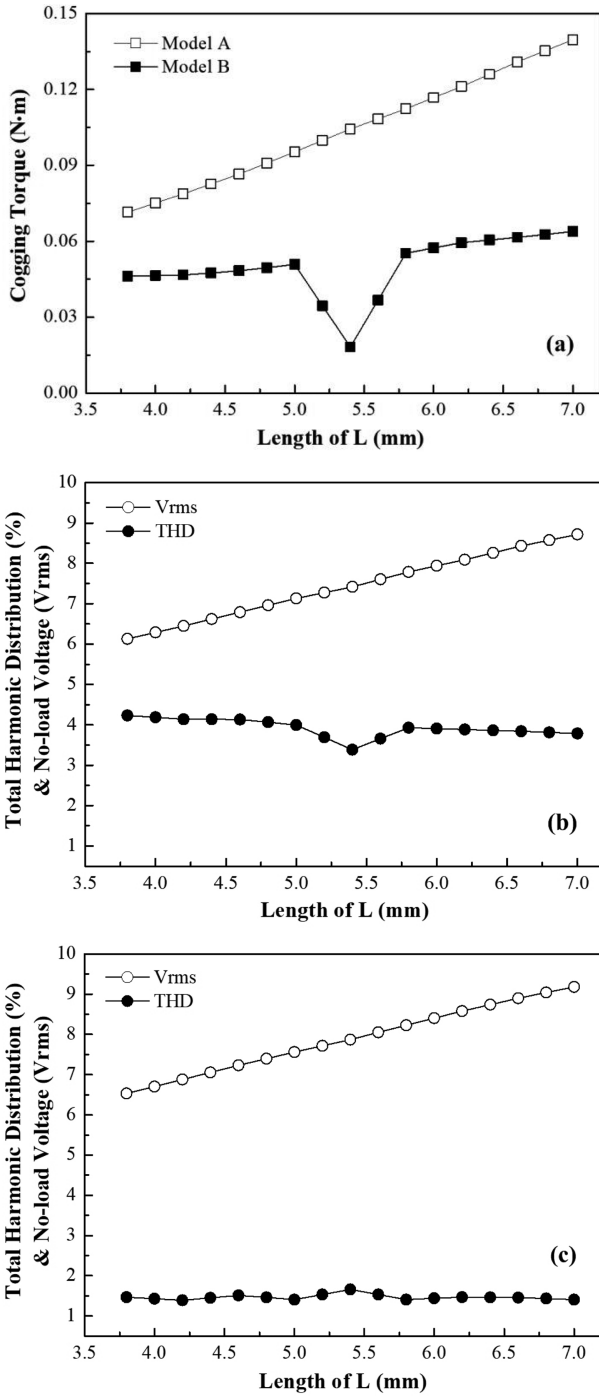 0.15
0.12
0.09
0.06
0.03
0.00
Cogging Torque (N·m)
Model A
Model B
(a)
3.5 4.0 4.5 5.0 5.5 6.0 6.5 7.0
Length of L (mm)
10
9
8
7
6
5
4
3
2
1
Total Harmonic Distribution (%)
& No-load Voltage (Vrms)
Vrms
THD
(b)
3.5 4.0 4.5 5.0 5.5 6.0 6.5 7.0
Length of L (mm)
10
9
8
7
6
5
4
3
2
1
Total Harmonic Distribution (%)
& No-load Voltage (Vrms)
Vrms
THD
(c)
3.5 4.0 4.5 5.0 5.5 6.0 6.5 7.0
Length of L (mm)